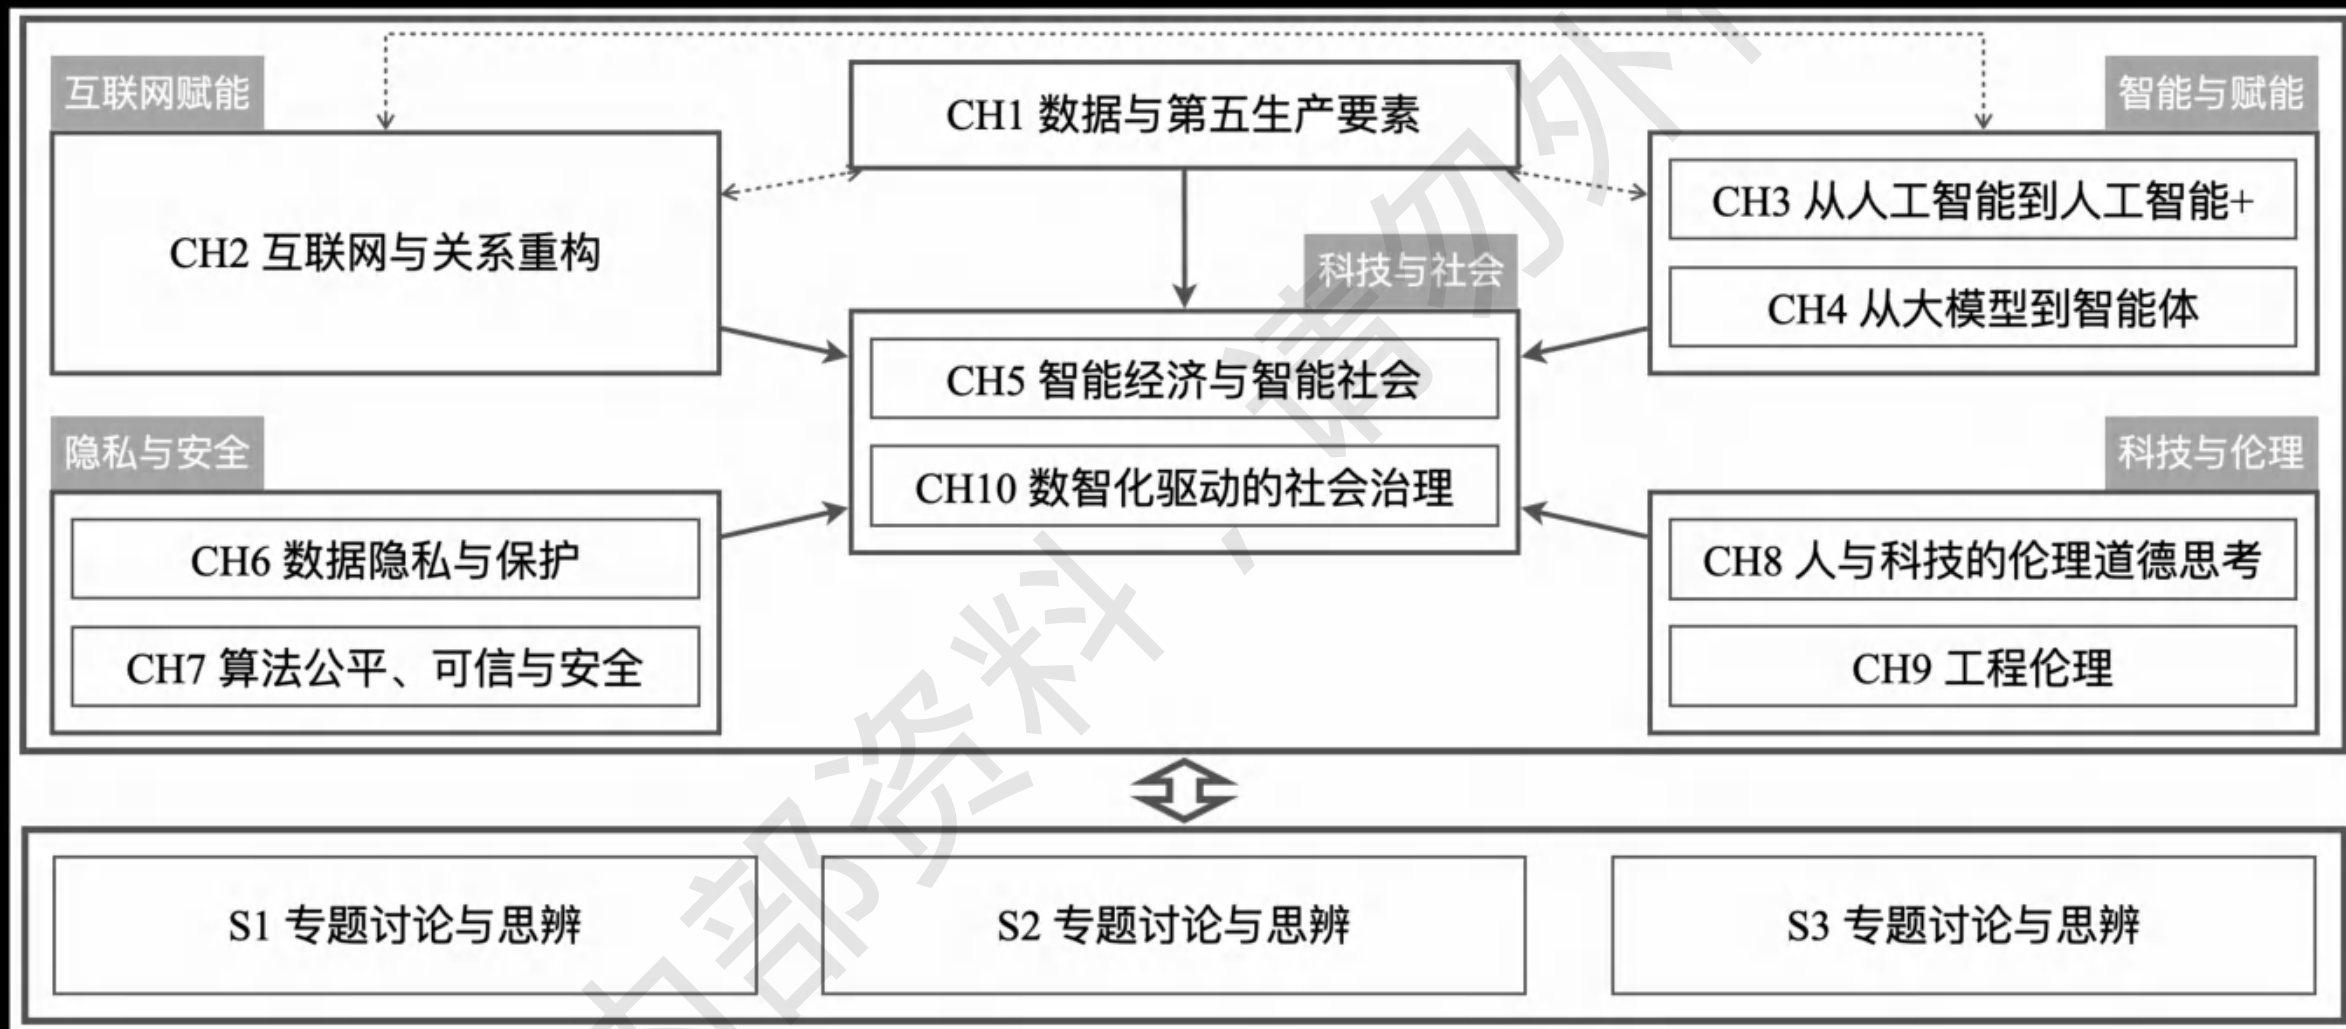 互联网赋能
CH1 数据与第五生产要素
智能与赋能
CH2 互联网与关系重构
CH3 从人工智能到人工智能+
CH4 从大模型到智能体
科技与社会
CH5 智能经济与智能社会
CH10 数智化驱动的社会治理
隐私与安全
CH6 数据隐私与保护
CH7 算法公平、可信与安全
科技与伦理
CH8 人与科技的伦理道德思考
CH9 工程伦理
S1 专题讨论与思辨
S2 专题讨论与思辨
S3 专题讨论与思辨
内部资料，请勿外